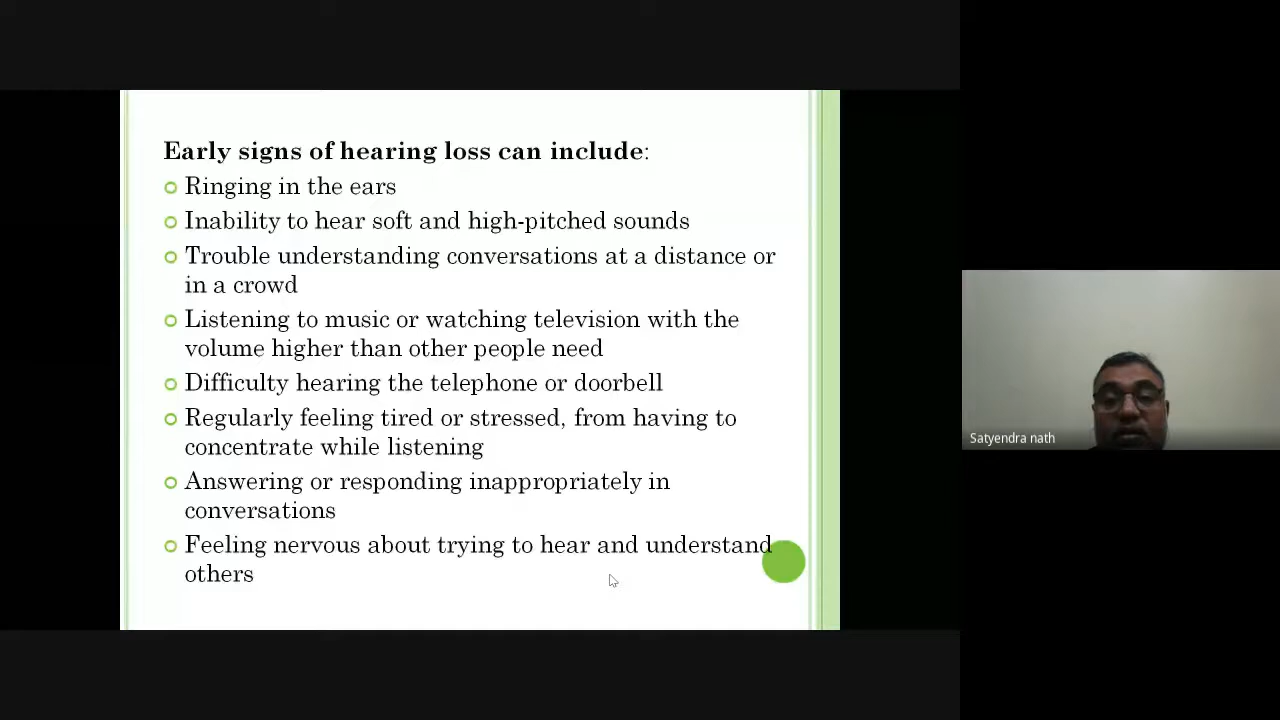 Early signs of hearing loss can include:
Ringing in the ears
Inability to hear soft and high-pitched sounds
Trouble understanding conversations at a distance or
in a crowd
Listening to music or watching television with the
volume higher than other people need
Difficulty hearing the telephone or doorbell
Regularly feeling tired or stressed, from having to
concentrate while listening
Answering or responding inappropriately in
conversations
Feeling nervous about trying to hear and understand
others
Satyendra nath